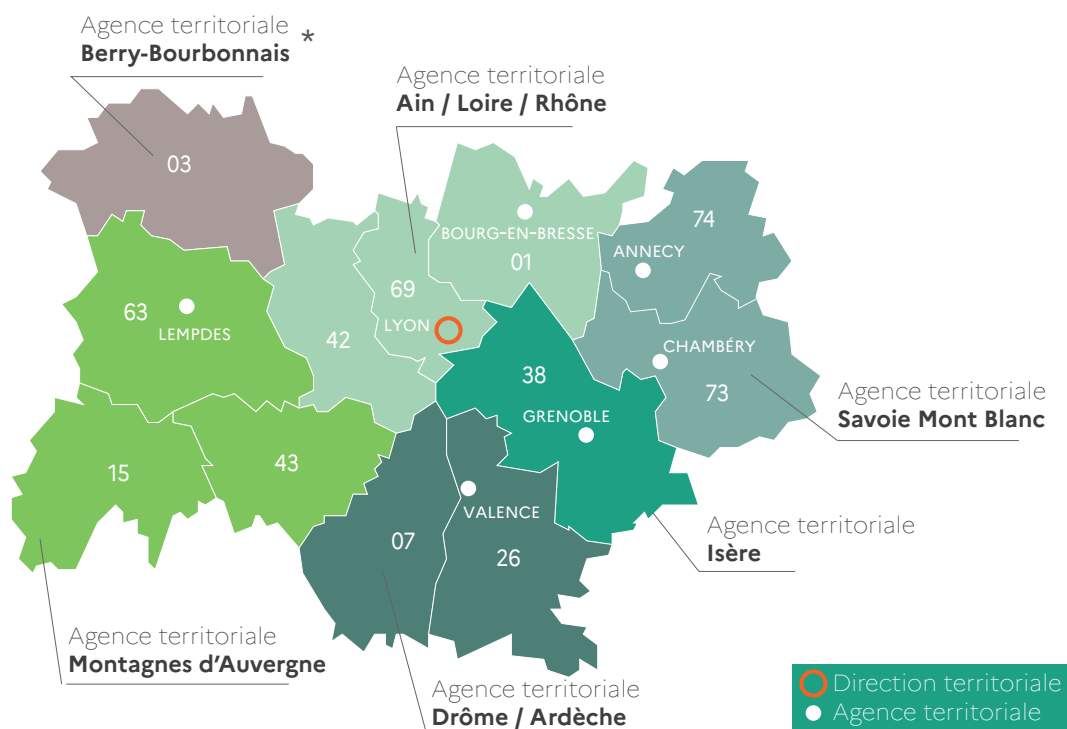 Agence territoriale
Berry-Bourbonnais *
Agence territoriale
Ain / Loire / Rhône
03
74
BOURG-EN-BRESSE
ANNECY
01
69
63
LYON
LEMPDES
42
CHAMBÉRY
38
73
Agence territoriale
Savoie Mont Blanc
GRENOBLE
43
15
VALENCE
Agence territoriale
Isère
07
26
Agence territoriale
Montagnes d’Auvergne
Agence territoriale
Drôme / Ardèche
Direction territoriale
Agence territoriale